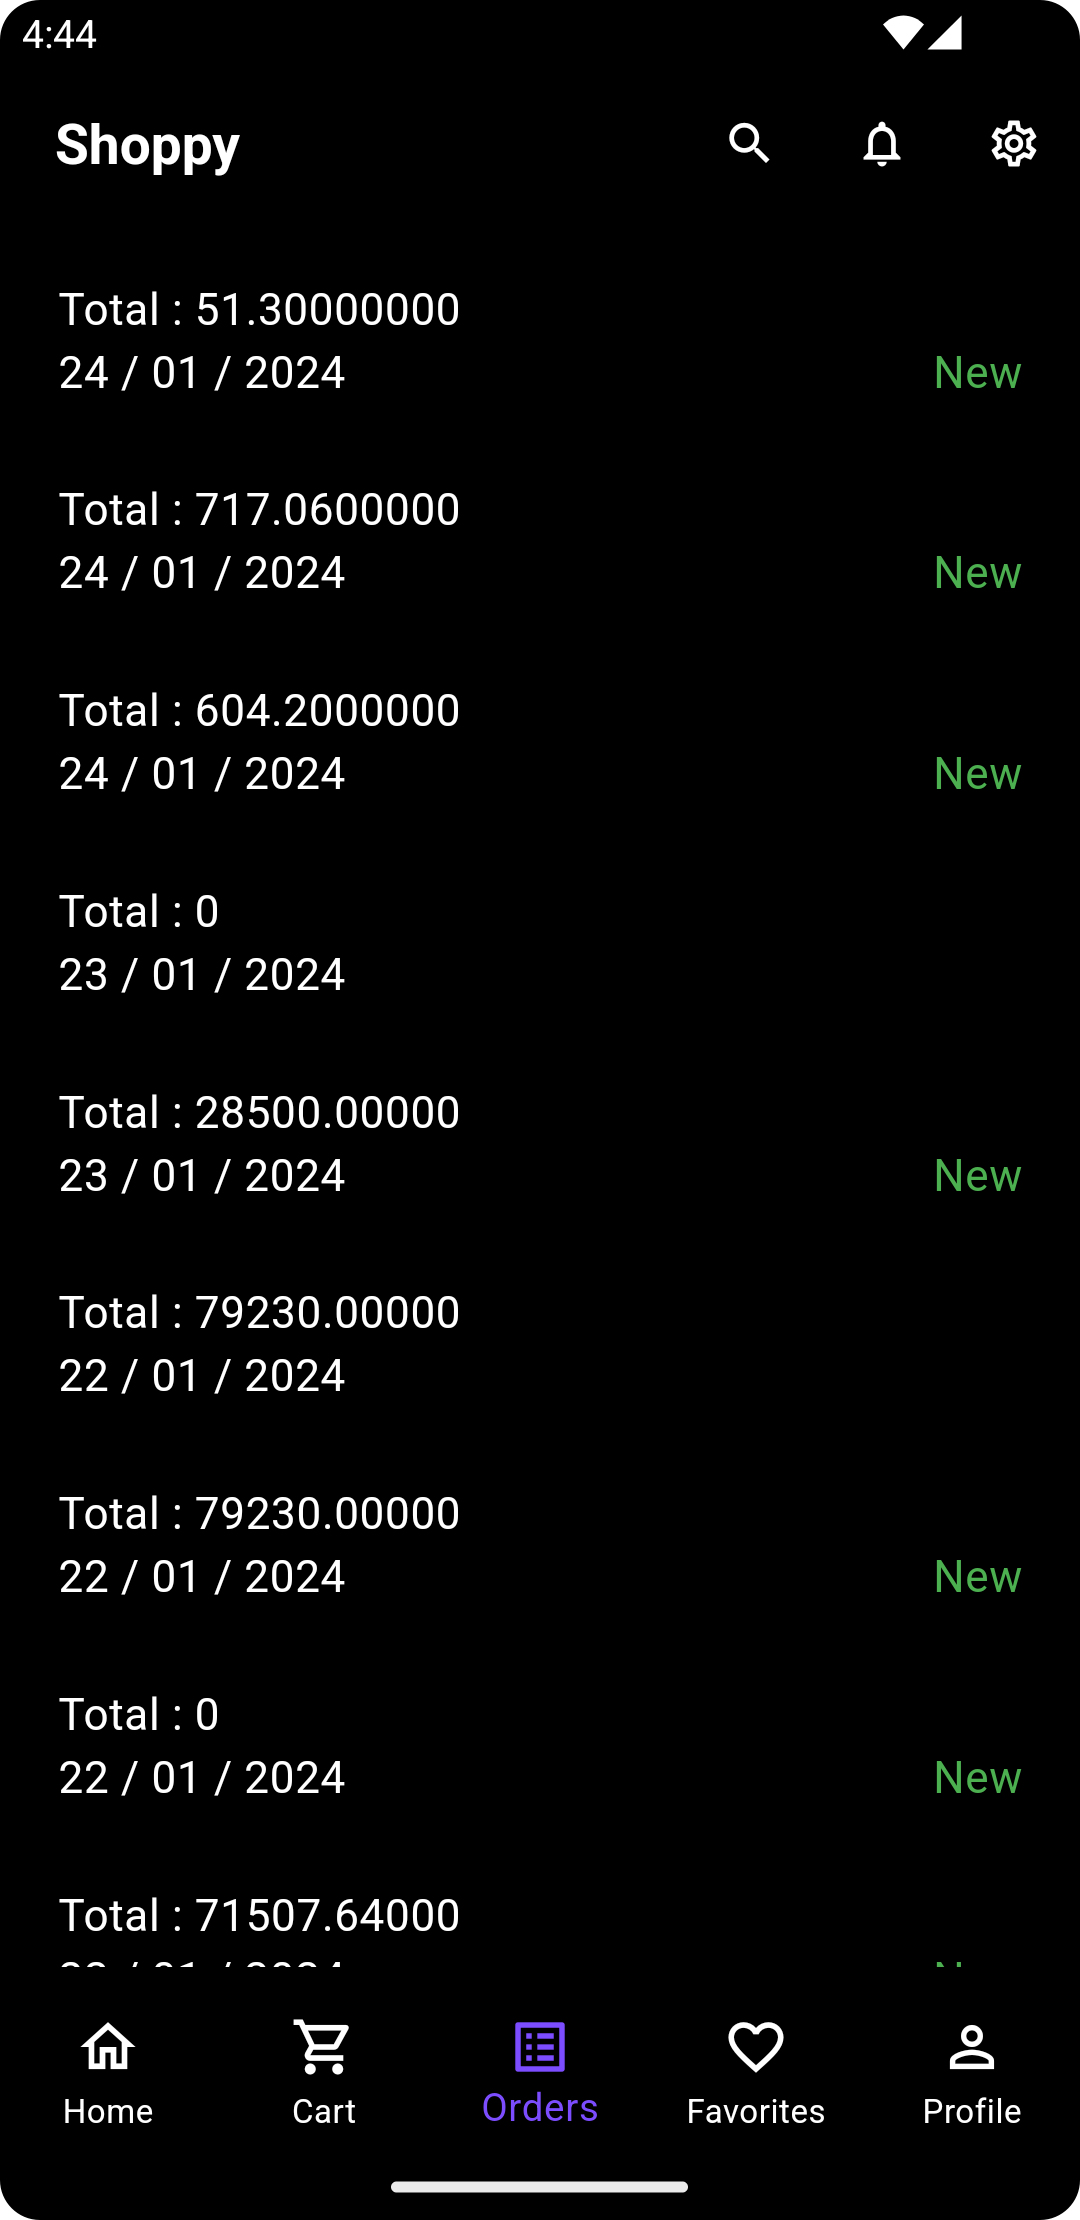 4:44
Shoppy
Total : 51.30000000
24 / 01 / 2024 New
Total : 717.0600000
24 / 01 / 2024 New
Total : 604.2000000
24 / 01 / 2024 New
Total : 0
23 / 01 / 2024
Total : 28500.00000
23 / 01 / 2024 New
Total : 79230.00000
22 / 01 / 2024
Total : 79230.00000
22 / 01 / 2024 New
Total : 0
22 / 01 / 2024 New
Total : 71507.64000
Home Cart Orders Favorites Profile